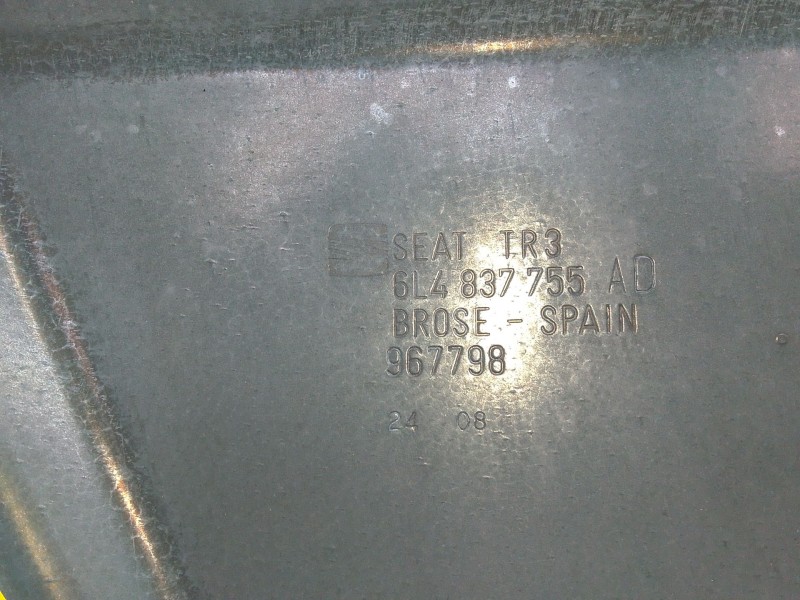 SEAT TR3
6L4 837 755 AD
BROSE - SPAIN
967798
24 08